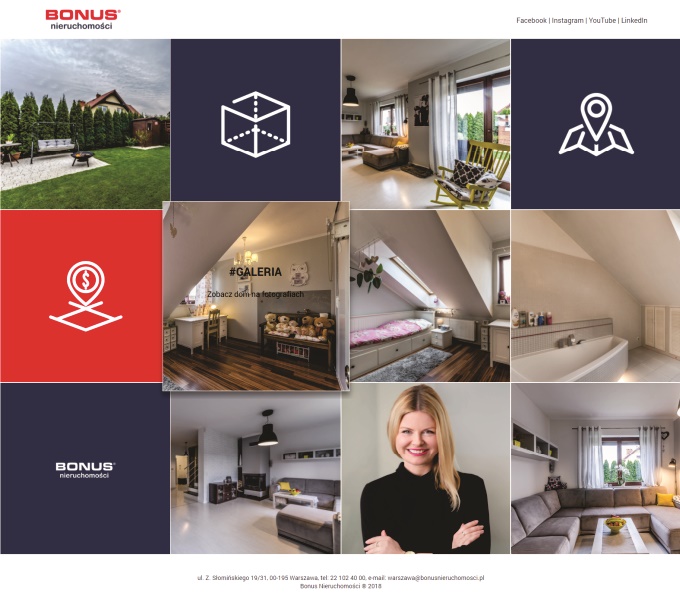 BONUS®
nieruchomości
Facebook | Instagram | YouTube | LinkedIn
$
#GALERIA
Zobacz dom na fotografiach
BONUS®
nieruchomości
ul. Z. Słomińskiego 19/31, 00-195 Warszawa, tel: 22 102 40 00, e-mail: warszawa@bonusnieruchomosci.pl
Bonus Nieruchomości ® 2018